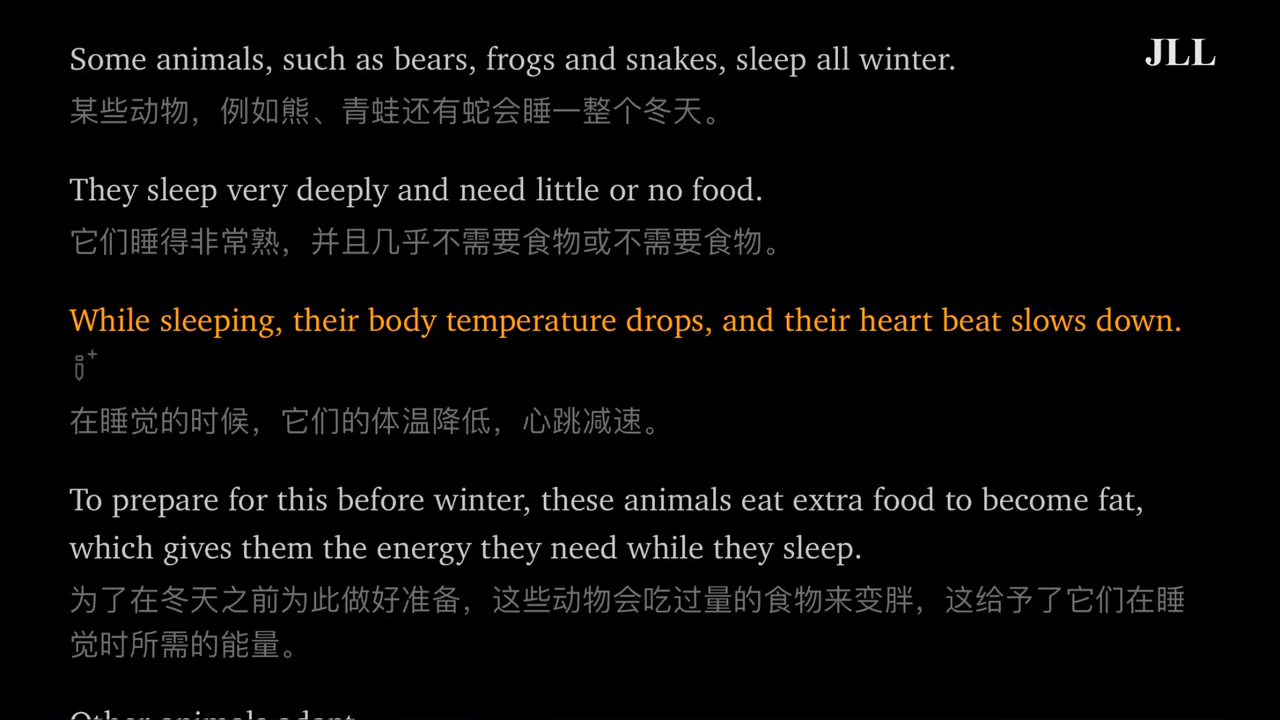 Some animals, such as bears, frogs and snakes, sleep all winter.
JLL
某些动物，例如熊、青蛙还有蛇会睡一整个冬天。
They sleep very deeply and need little or no food.
它们睡得非常熟，并且几乎不需要食物或不需要食物。
While sleeping, their body temperature drops, and their heart beat slows down.
在睡觉的时候，它们的体温降低，心跳减速。
To prepare for this before winter, these animals eat extra food to become fat,
which gives them the energy they need while they sleep.
为了在冬天之前为此做好准备，这些动物会吃过量的食物来变胖，这给予了它们在睡
觉时所需的能量。
Other animals adapt